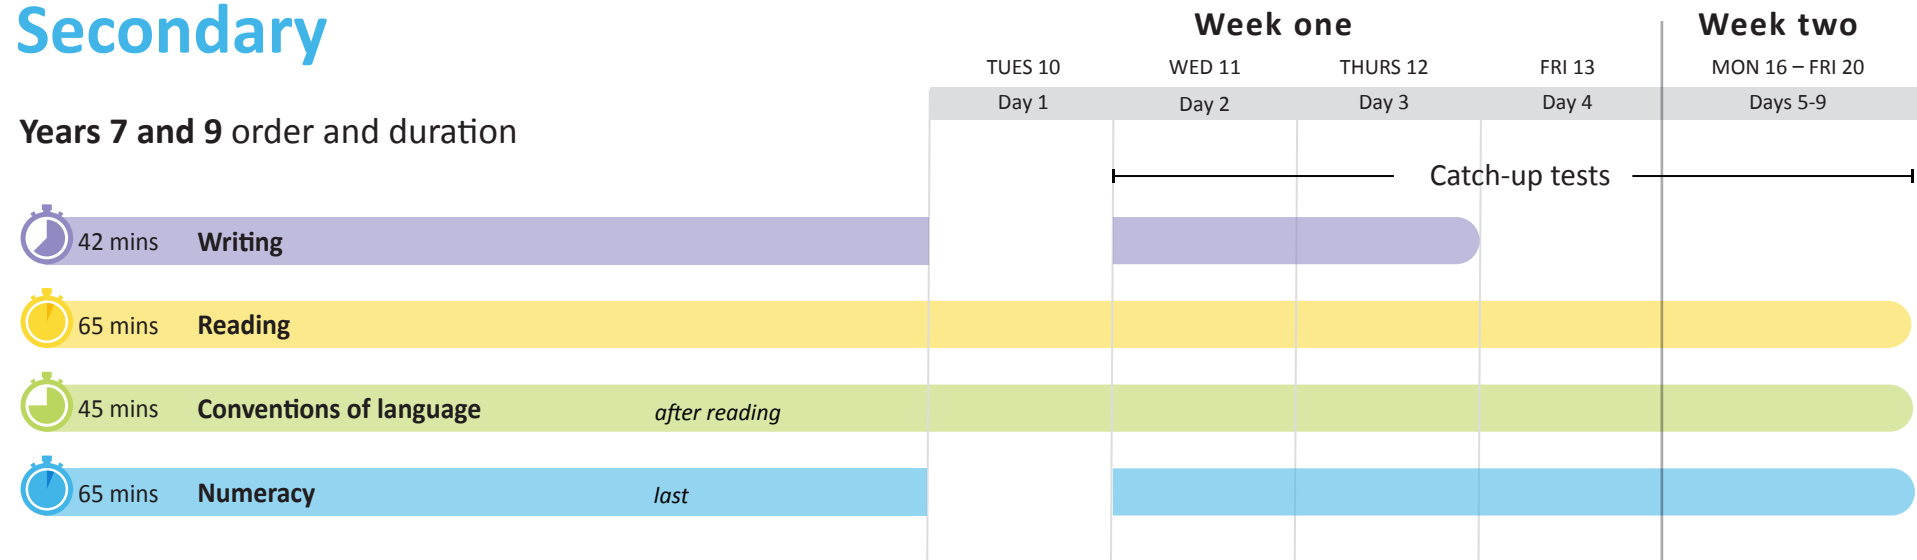 Secondary
Years 7 and 9 order and duration
Week one
Week two
TUES 10
WED 11
THURS 12
FRI 13
MON 16 – FRI 20
Day 1
Day 2
Day 3
Day 4
Days 5-9
Catch-up tests
42 mins Writing
65 mins Reading
45 mins Conventions of language after reading
65 mins Numeracy last